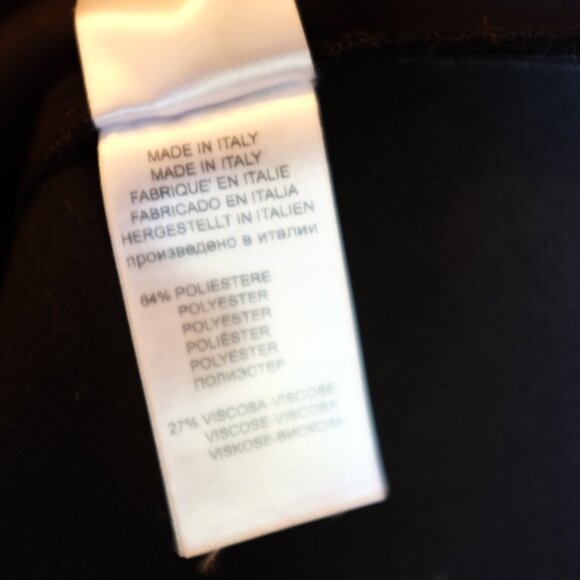 MADE IN ITALY
MADE IN ITALY
FABRIQUE' EN ITALIE
FABRICADO EN ITALIA
HERGESTELLT IN ITALIEN
произведено в италии
64% POLIESTERE
POLYESTER
POLYESTER
POLIÉSTER
POLYESTER
ПОЛИЭСТЕР
27% VISCOSA-VISCOSE
VISCOSE-VISCOSA
VISKOSE-ВИСКОЗА